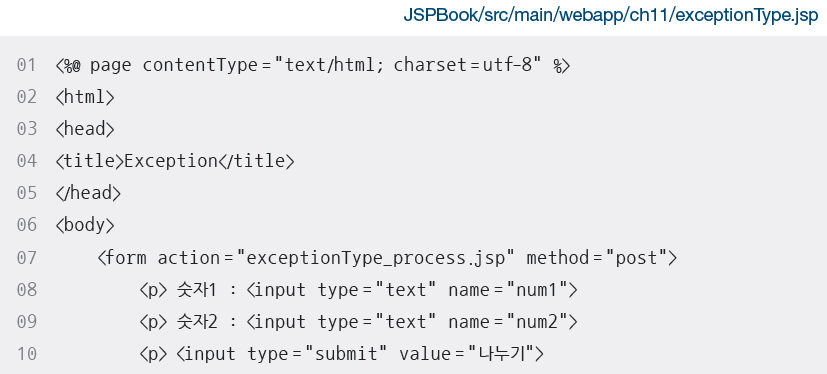 JSPBook/src/main/webapp/ch11/exceptionType.jsp
01 <%@ page contentType="text/html; charset=utf-8" %>
02 <html>
03 <head>
04 <title>Exception</title>
05 </head>
06 <body>
07     <form action="exceptionType_process.jsp" method="post">
08         <p> 숫자1 : <input type="text" name="num1">
09         <p> 숫자2 : <input type="text" name="num2">
10         <p> <input type="submit" value="나누기">